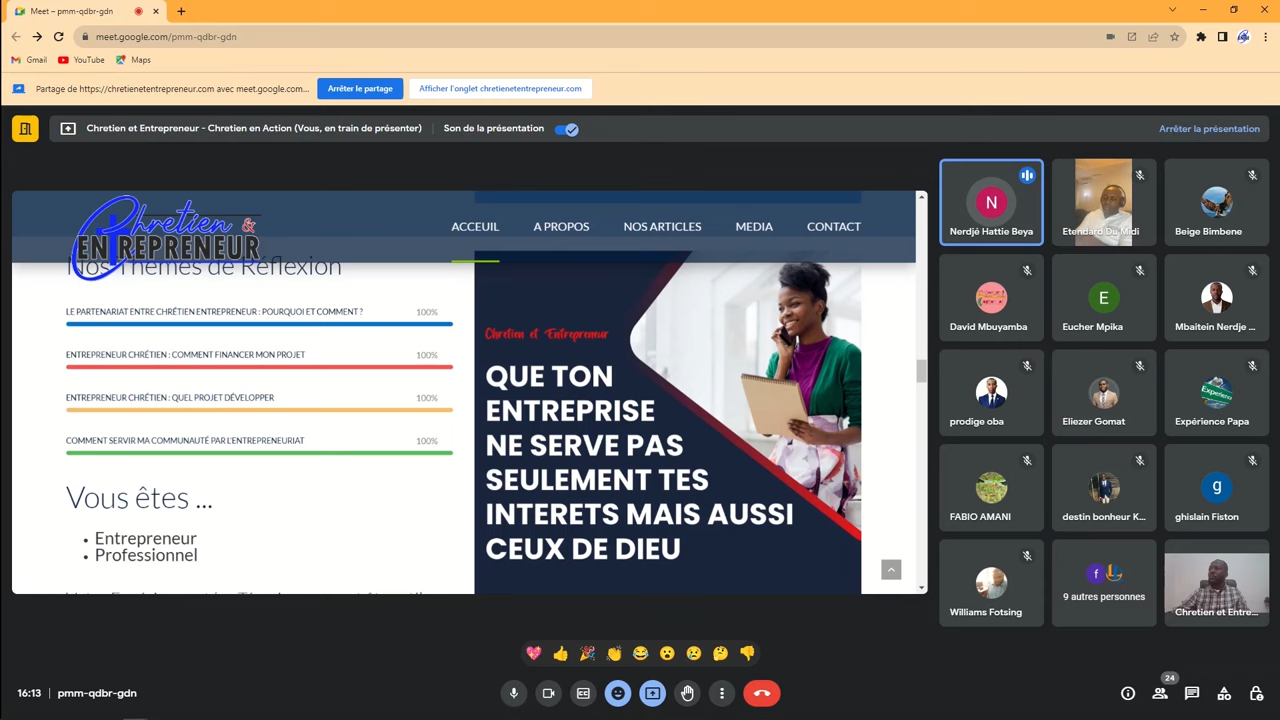 Meet – pmm-qdbr-gdn
meet.google.com/pmm-qdbr-gdn
Gmail
YouTube
Maps
Partage de https://chretienetentrepreneur.com avec meet.google.com...
Arrêter le partage
Afficher l'onglet chretienetentrepreneur.com
Chretien et Entrepreneur - Chretien en Action (Vous, en train de présenter)
Son de la présentation
Arrêter la présentation
Chretien &
ENTREPRENEUR
ACCEUIL
A PROPOS
NOS ARTICLES
MEDIA
CONTACT
Nos Thèmes de Réflexion
LE PARTENARIAT ENTRE CHRÉTIEN ENTREPRENEUR : POURQUOI ET COMMENT ?
100%
ENTREPRENEUR CHRÉTIEN : COMMENT FINANCER MON PROJET
100%
ENTREPRENEUR CHRÉTIEN : QUEL PROJET DÉVELOPPER
100%
COMMENT SERVIR MA COMMUNAUTÉ PAR L'ENTREPRENEURIAT
100%
Vous êtes ...
Entrepreneur
Professionnel
Chretien et Entrepreneur
QUE TON
ENTREPRISE
NE SERVE PAS
SEULEMENT TES
INTERETS MAIS AUSSI
CEUX DE DIEU
N
Nerdjé Hattie Beya
Etendard Du Midi
Beige Bimbene
David Mbuyamba
E
Eucher Mpika
Mbaitein Nerdje ...
prodige oba
Eliezer Gomat
Expérience
Expérience Papa
FABIO AMANI
destin bonheur K...
g
ghislain Fiston
Williams Fotsing
f
9 autres personnes
Chretien et Entre...
16:13
pmm-qdbr-gdn
24